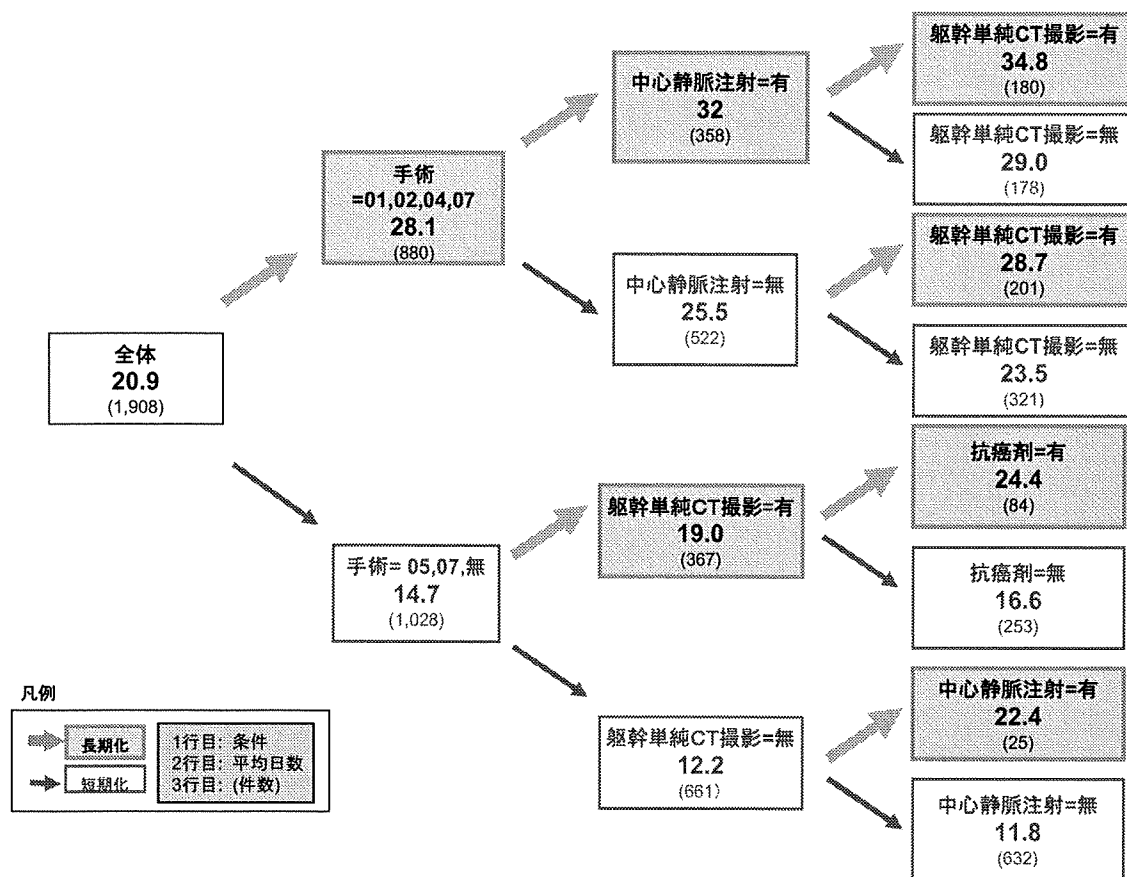 全体
20.9
(1,908)
手術
=01,02,04,07
28.1
(880)
手術= 05,07,無
14.7
(1,028)
中心静脈注射=有
32
(358)
中心静脈注射=無
25.5
(522)
躯幹単純CT撮影=有
19.0
(367)
躯幹単純CT撮影=無
12.2
(661)
躯幹単純CT撮影=有
34.8
(180)
躯幹単純CT撮影=無
29.0
(178)
躯幹単純CT撮影=有
28.7
(201)
躯幹単純CT撮影=無
23.5
(321)
抗癌剤=有
24.4
(84)
抗癌剤=無
16.6
(253)
中心静脈注射=有
22.4
(25)
中心静脈注射=無
11.8
(632)
凡例
長期化
短期化
1行目: 条件
2行目: 平均日数
3行目: (件数)